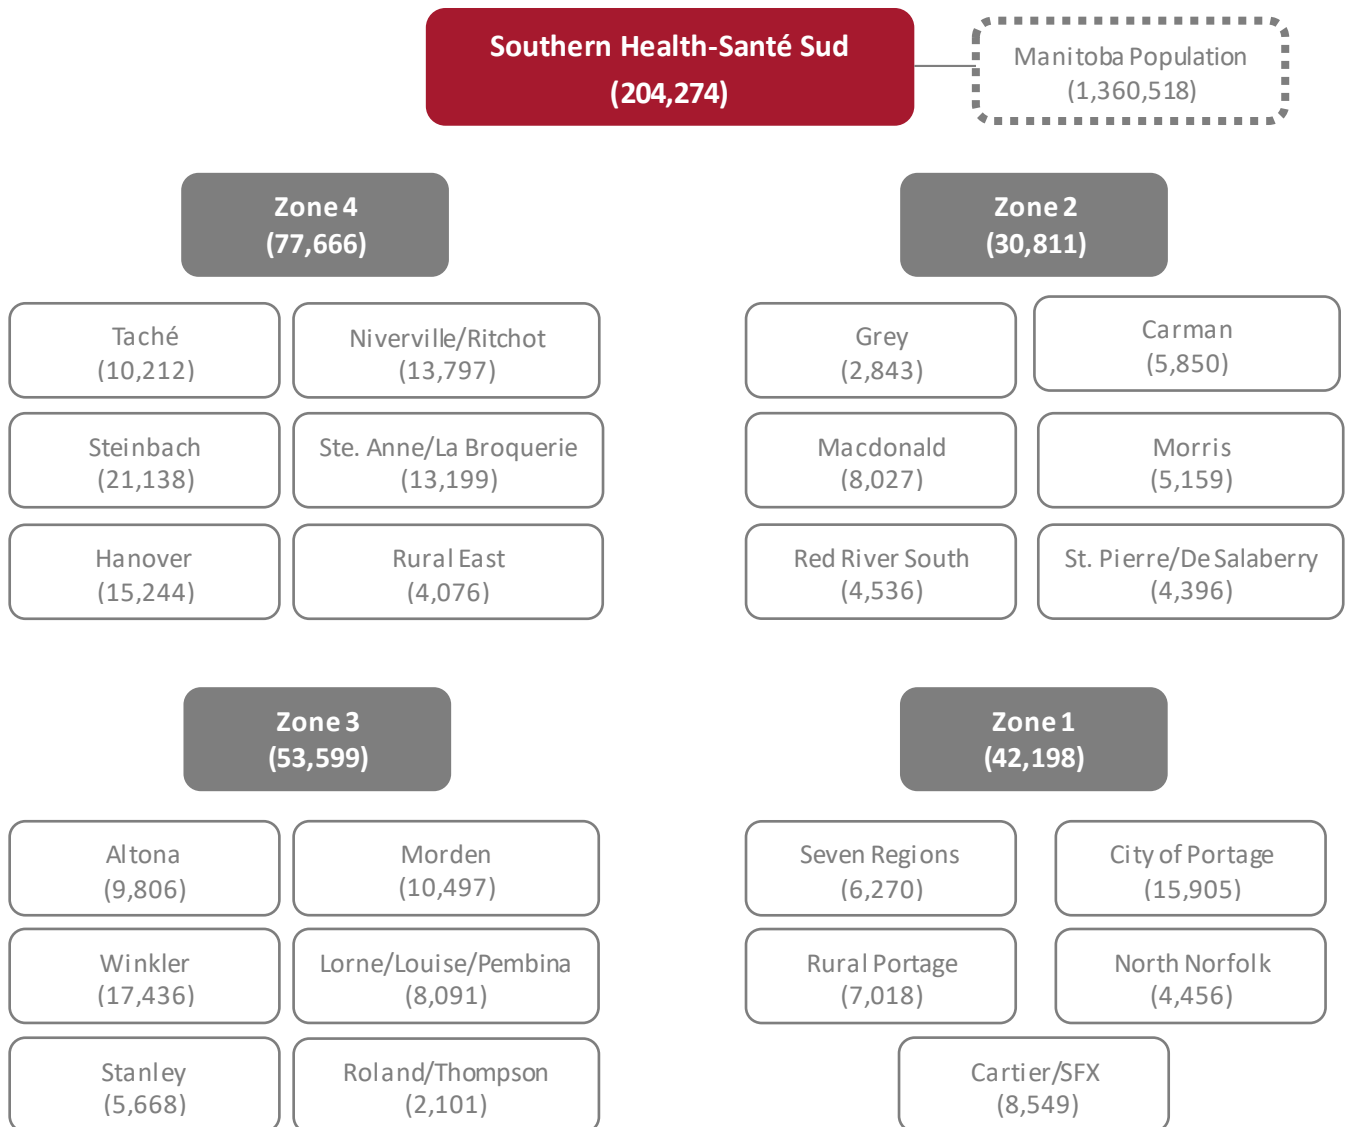 Southern Health-Santé Sud
(204,274)
Manitoba Population
(1,360,518)
Zone 4
(77,666)
Zone 2
(30,811)
Taché
(10,212)
Niverville/Ritchot
(13,797)
Grey
(2,843)
Carman
(5,850)
Steinbach
(21,138)
Ste. Anne/La Broquerie
(13,199)
Macdonald
(8,027)
Morris
(5,159)
Hanover
(15,244)
Rural East
(4,076)
Red River South
(4,536)
St. Pierre/De Salaberry
(4,396)
Zone 3
(53,599)
Zone 1
(42,198)
Altona
(9,806)
Morden
(10,497)
Seven Regions
(6,270)
City of Portage
(15,905)
Winkler
(17,436)
Lorne/Louise/Pembina
(8,091)
Rural Portage
(7,018)
North Norfolk
(4,456)
Stanley
(5,668)
Roland/Thompson
(2,101)
Cartier/SFX
(8,549)